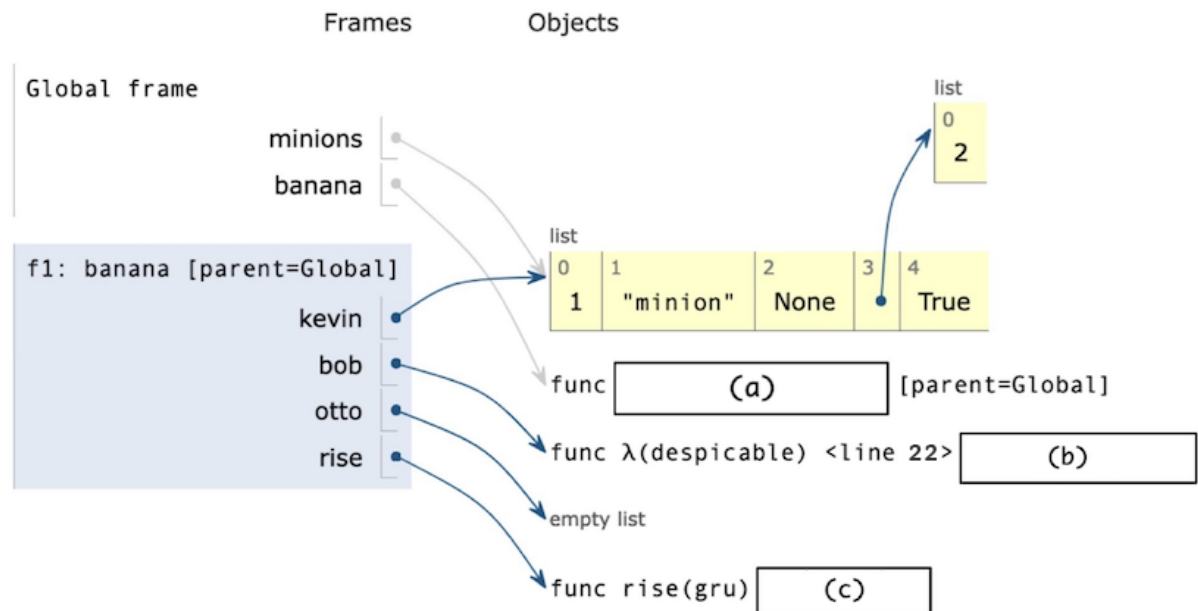 Frames Objects
Global frame
list
0
2
minions
banana
list
f1: banana [parent=Global]
0 1 2 3 4
1 "minion" None True
kevin
bob
func (a) [parent=Global]
otto
func λ(despicable) <line 22> (b)
rise
empty list
func rise(gru) (c)